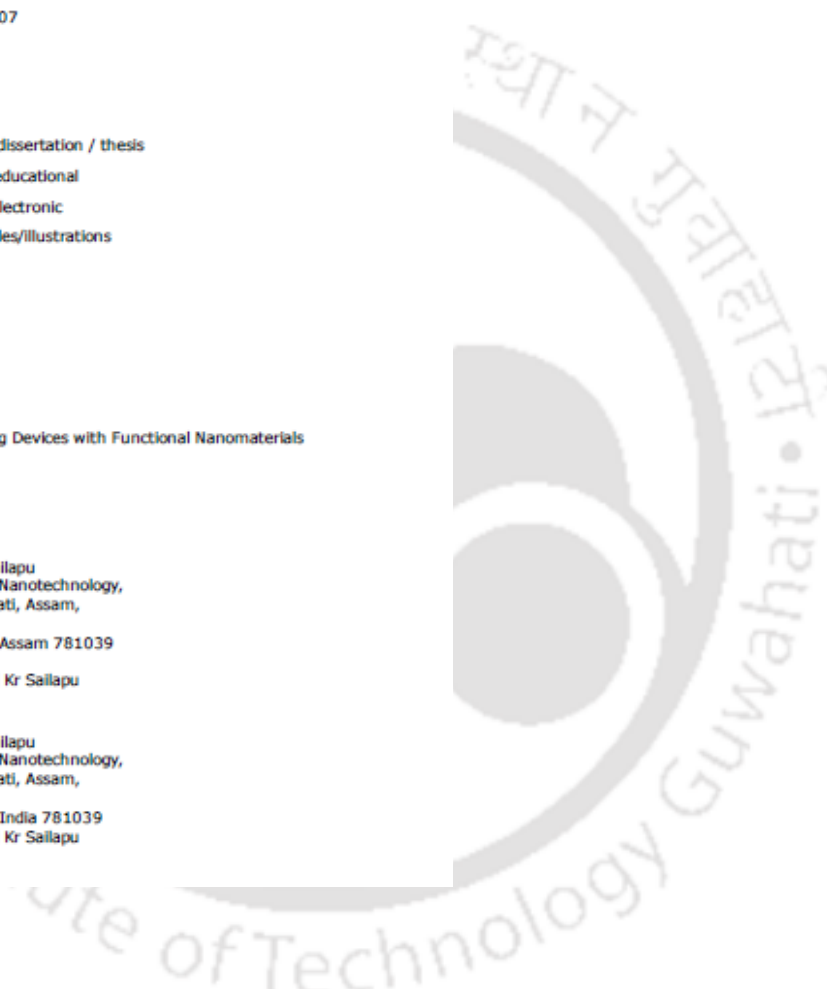 07
dissertation / thesis
educational
lectronic
les/illustrations
g Devices with Functional Nanomaterials
ilapu
Nanotechnology,
ati, Assam,
Assam 781039
Kr Sailapu
ilapu
Nanotechnology,
ati, Assam,
India 781039
Kr Sailapu
थान गुवाहाटी • 
ute of Technology Guwahati